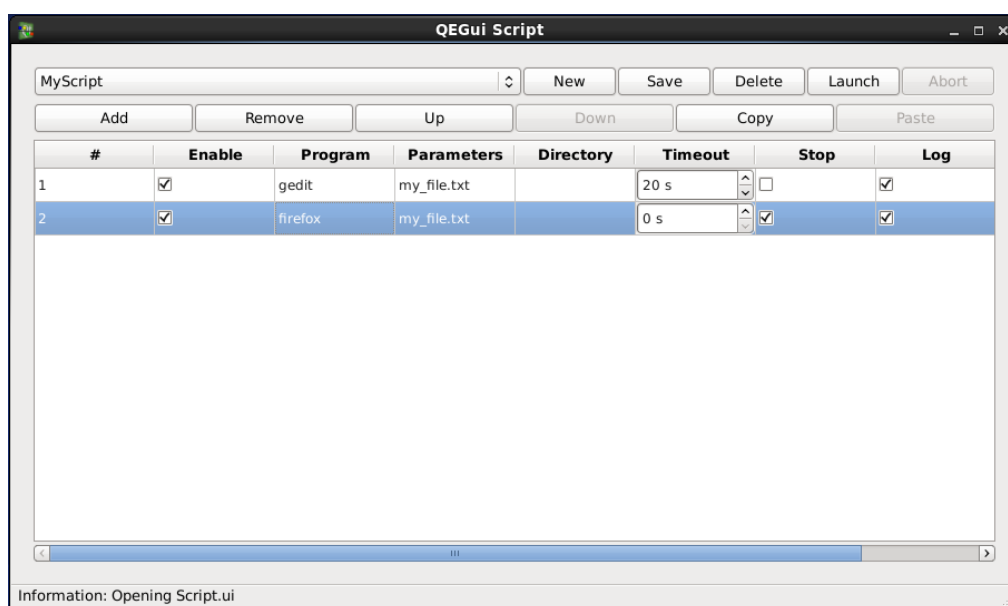 QEGui Script
MyScript New Save Delete Launch Abort
Add Remove Up Down Copy Paste
# Enable Program Parameters Directory Timeout Stop Log
1 gedit my_file.txt 20 s
2 firefox my_file.txt 0 s
Information: Opening Script.ui